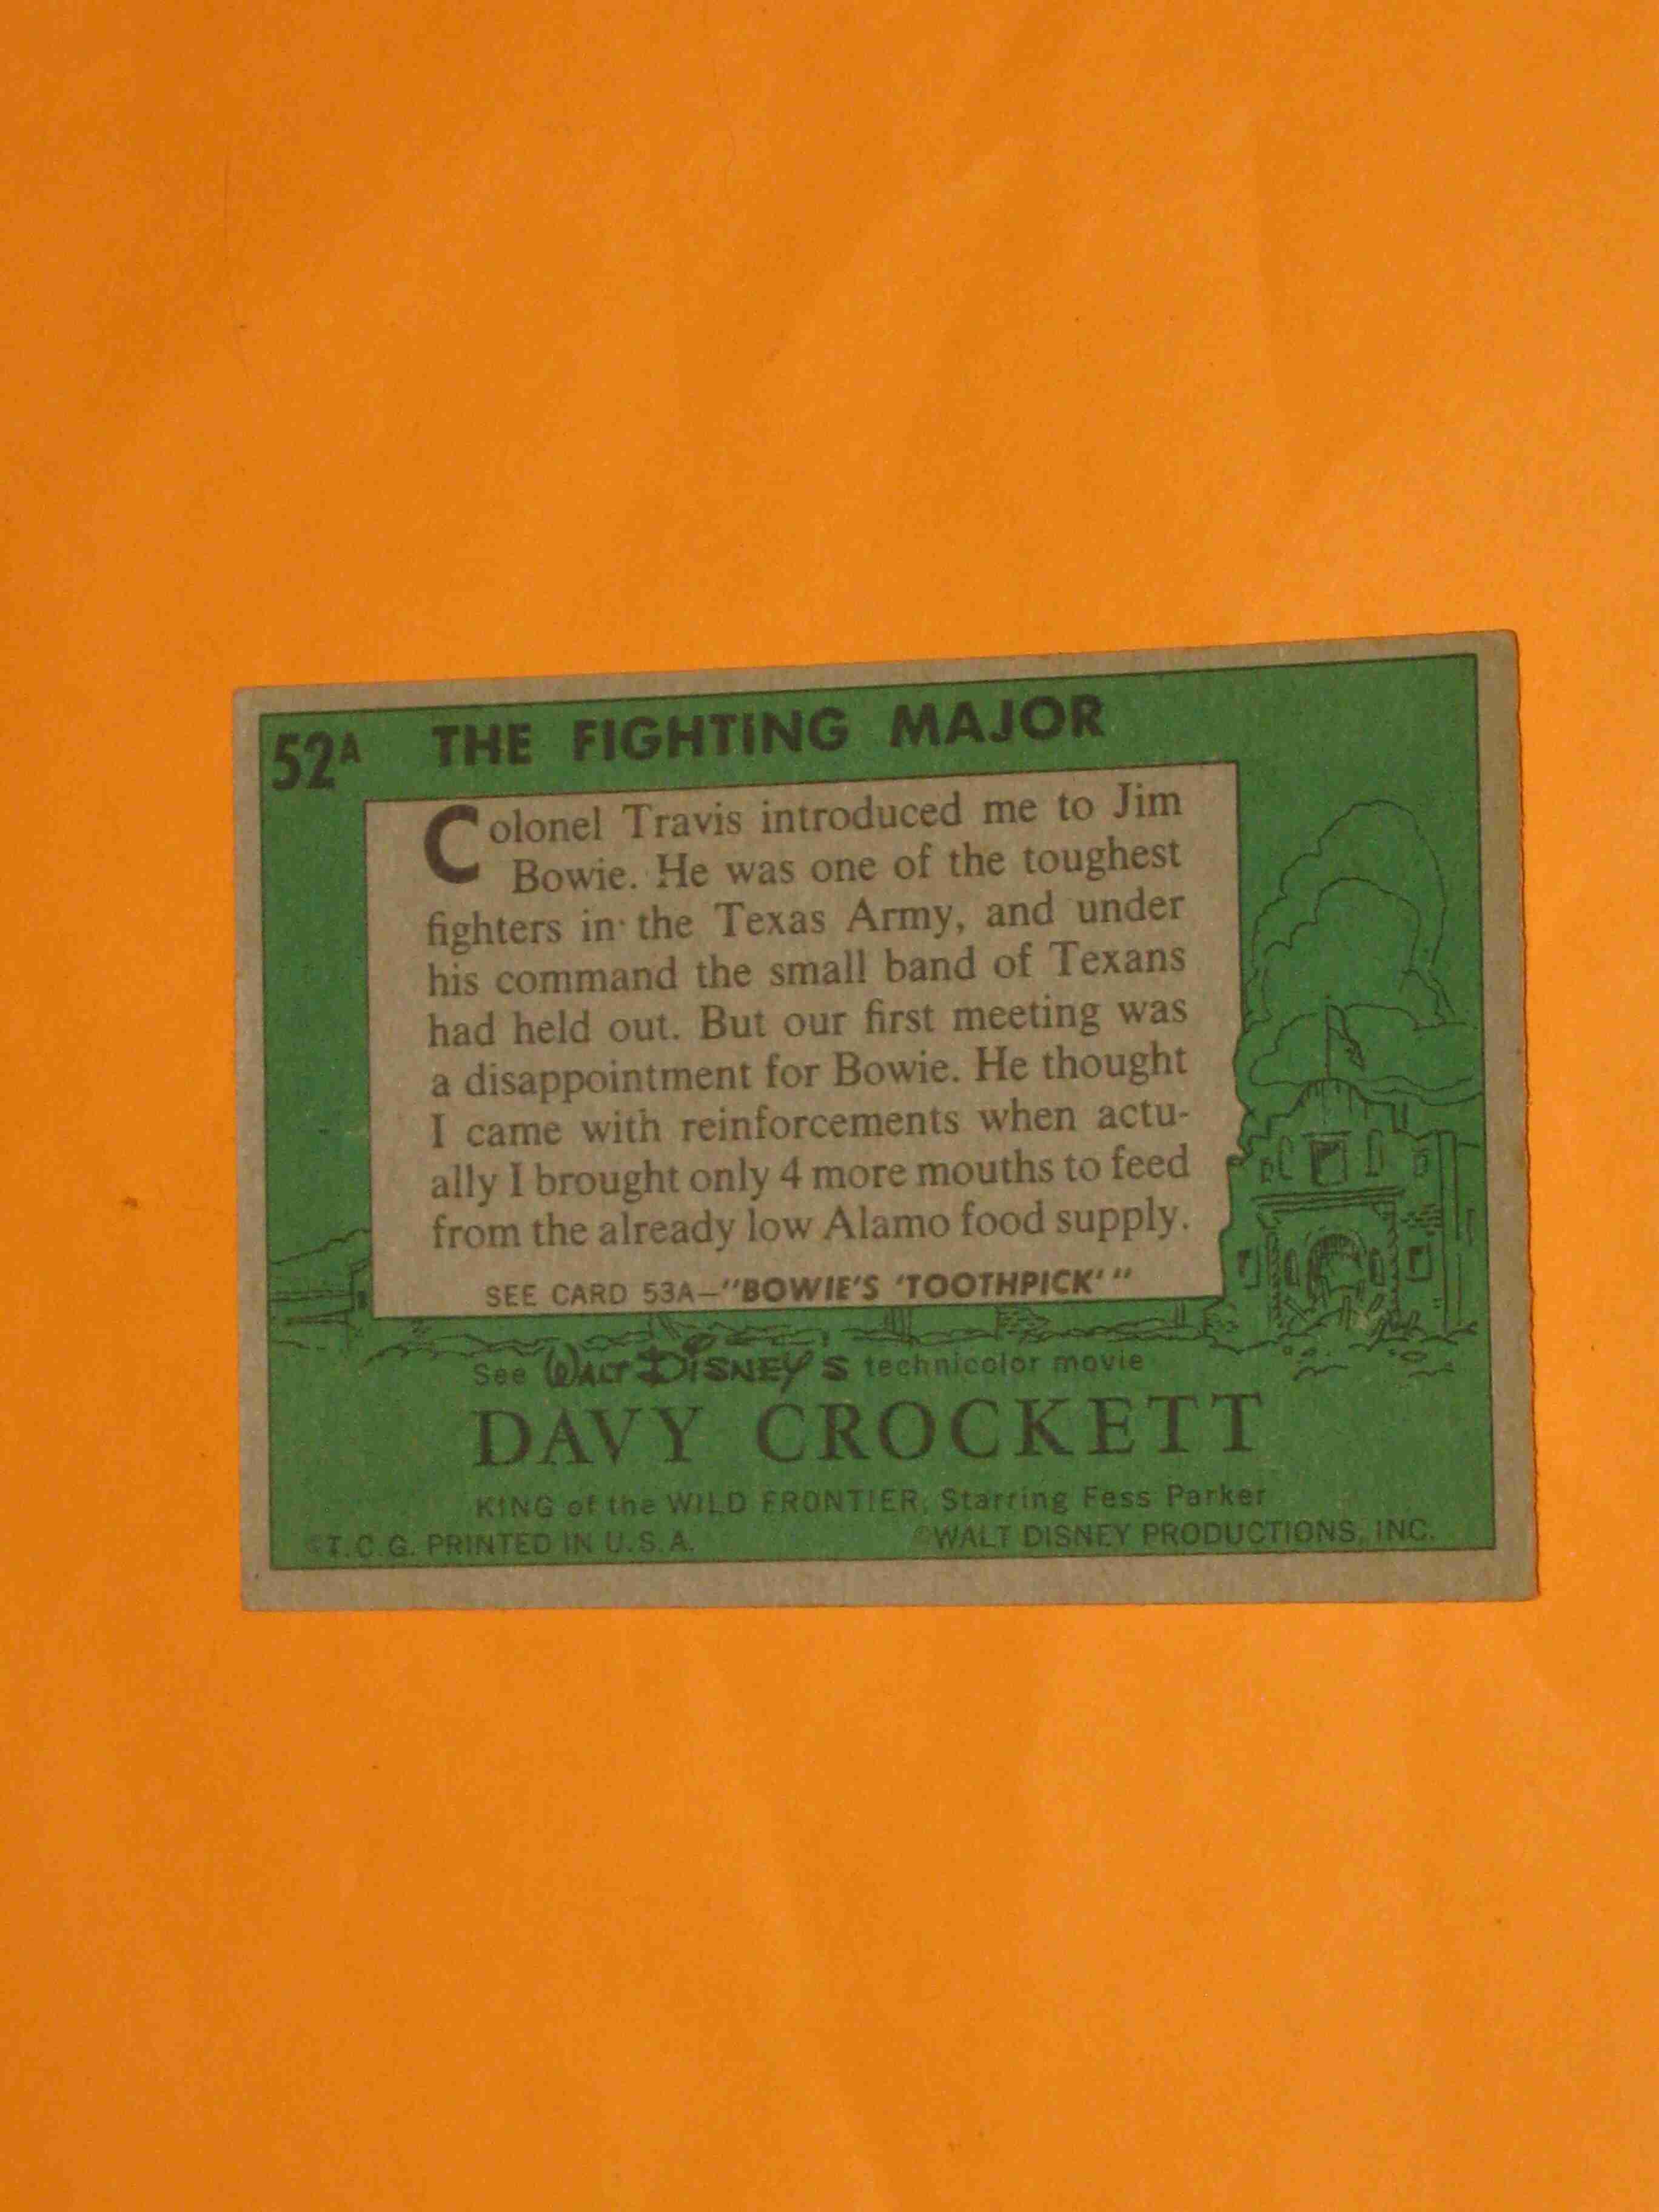 52A THE FIGHTING MAJOR
Colonel Travis introduced me to Jim
Bowie. He was one of the toughest
fighters in the Texas Army, and under
his command the small band of Texans
had held out. But our first meeting was
a disappointment for Bowie. He thought
I came with reinforcements when actu-
ally I brought only 4 more mouths to feed
from the already low Alamo food supply.
SEE CARD 53A—"BOWIE'S 'TOOTHPICK'"
See WALT DISNEY'S technicolor movie
DAVY CROCKETT
KING of the WILD FRONTIER, Starring Fess Parker
©T.C.G. PRINTED IN U.S.A. ©WALT DISNEY PRODUCTIONS, INC.